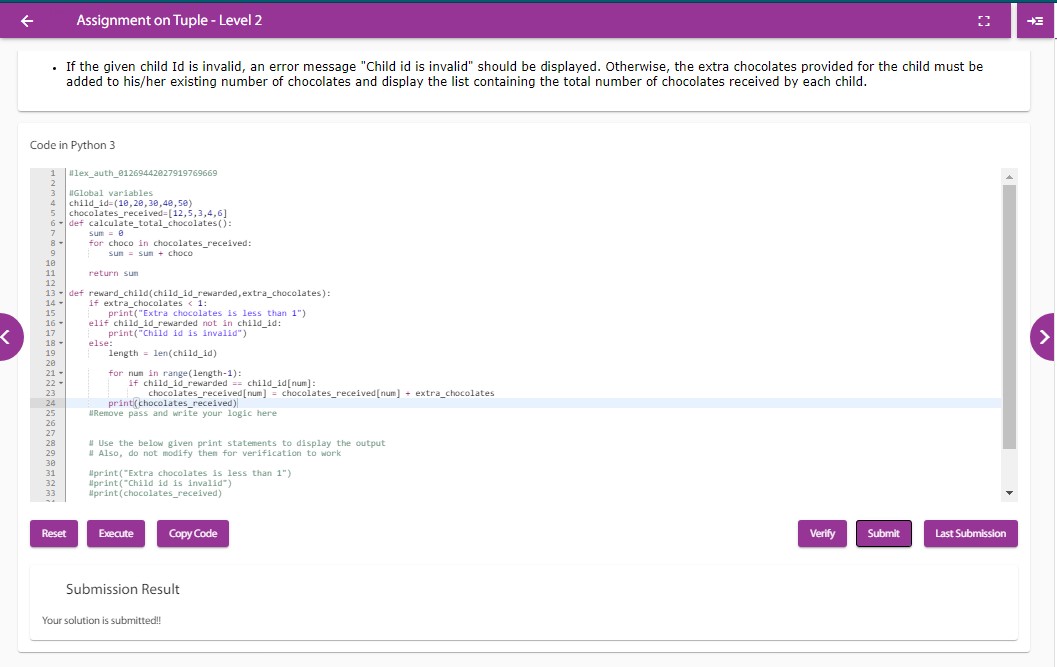 Assignment on Tuple - Level 2
• If the given child Id is invalid, an error message "Child id is invalid" should be displayed. Otherwise, the extra chocolates provided for the child must be
added to his/her existing number of chocolates and display the list containing the total number of chocolates received by each child.
Code in Python 3
1 #lex_auth_01269442027919769669
2
3 #Global variables
4 child_id=(10,20,30,40,50)
5 chocolates_received=[12,5,3,4,6]
6 def calculate_total_chocolates():
7 sum = 0
8 for choco in chocolates_received:
9 sum = sum + choco
10
11 return sum
12
13 def reward_child(child_id_rewarded,extra_chocolates):
14 if extra_chocolates < 1:
15 print("Extra chocolates is less than 1")
16 elif child_id_rewarded not in child_id:
17 print("Child id is invalid")
18 else:
19 length = len(child_id)
20
21 for num in range(length-1):
22 if child_id_rewarded == child_id[num]:
23 chocolates_received[num] = chocolates_received[num] + extra_chocolates
24 print(chocolates_received)
25 #Remove pass and write your logic here
26
27
28 # Use the below given print statements to display the output
29 # Also, do not modify them for verification to work
30
31 #print("Extra chocolates is less than 1")
32 #print("Child id is invalid")
33 #print(chocolates_received)
Reset Execute Copy Code Verify Submit Last Submission
Submission Result
Your solution is submitted!!